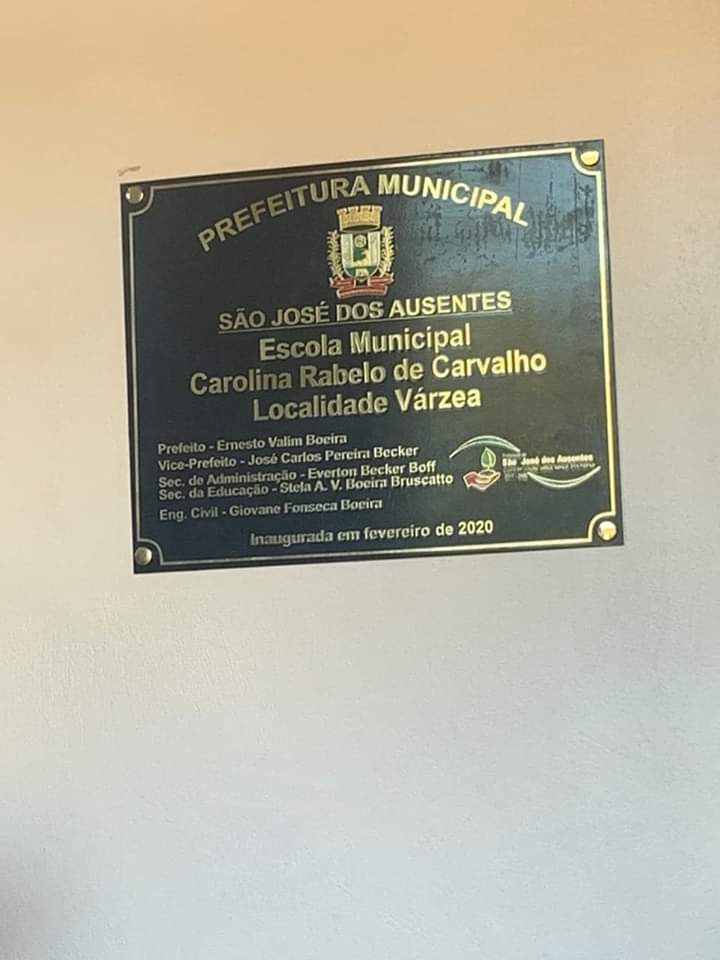 PREFEITURA MUNICIPAL
SÃO JOSÉ DOS AUSENTES
Escola Municipal
Carolina Rabelo de Carvalho
Localidade Várzea
Prefeito - Ernesto Valim Boeira
Vice-Prefeito - José Carlos Pereira Becker
Sec. de Administração - Everton Becker Boff
Sec. da Educação - Stela A. V. Boeira Bruscatto
Eng. Civil - Giovane Fonseca Boeira
São José dos Ausentes
Inaugurada em fevereiro de 2020